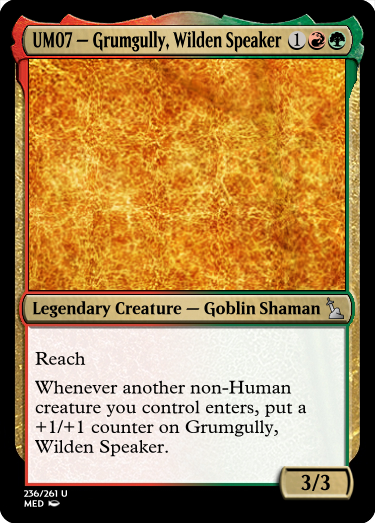 UM07 – Grumgully, Wilden Speaker 1
Legendary Creature — Goblin Shaman
Reach
Whenever another non-Human
creature you control enters, put a
+1/+1 counter on Grumgully,
Wilden Speaker.
3/3
236/261 U
MED